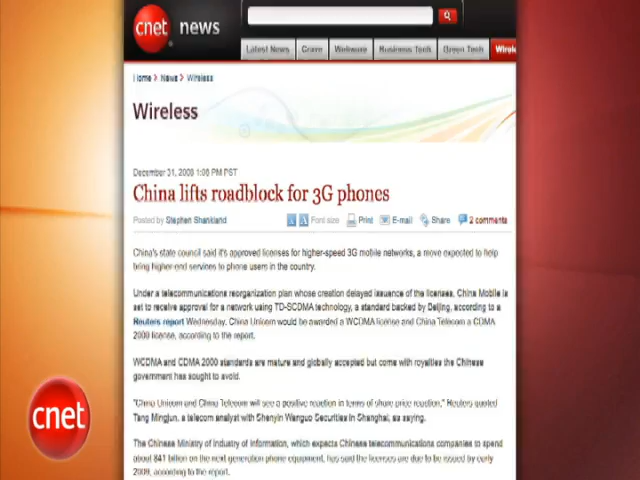 cnet news
Latest News Crave Webware Business Tech Green Tech Wirele
Home > News > Wireless
Wireless
December 31, 2008 1:06 PM PST
China lifts roadblock for 3G phones
Posted by Stephen Shankland
A A Font size Print E-mail Share 2 comments
China's state council said it's approved licenses for higher-speed 3G mobile networks, a move expected to help
bring higher-end services to phone users in the country.
Under a telecommunications reorganization plan whose creation delayed issuance of the licenses, China Mobile is
set to receive approval for a network using TD-SCDMA technology, a standard backed by Beijing, according to a
Reuters report Wednesday. China Unicom would be awarded a WCDMA license and China Telecom a CDMA
2000 license, according to the report.
WCDMA and CDMA 2000 standards are mature and globally accepted but come with royalties the Chinese
government has sought to avoid.
"China Unicom and China Telecom will see a positive reaction in terms of share price reaction," Reuters quoted
Tang Mingjun, a telecom analyst with Shenyin Wanguo Securities in Shanghai, as saying.
The Chinese Ministry of Industry of Information, which expects Chinese telecommunications companies to spend
about $41 billion on the next generation phone equipment, has said the licenses are due to be issued by early
2009, according to the report.
cnet